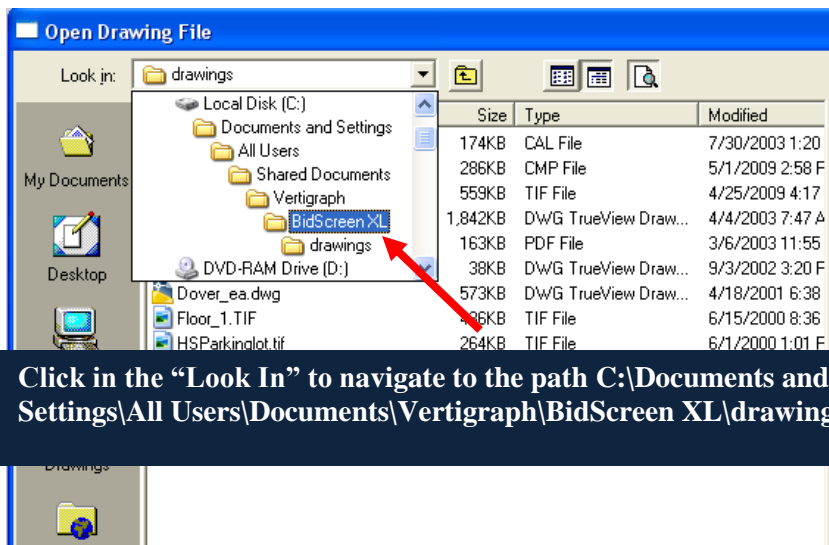 Open Drawing File
Look in: drawings
Local Disk (C:)
Documents and Settings
All Users
Shared Documents
Vertigraph
BidScreen XL
drawings
DVD-RAM Drive (D:)
My Documents
Desktop
Size Type Modified
174KB CAL File 7/30/2003 1:20
286KB CMP File 5/1/2009 2:58 P
559KB TIF File 4/25/2009 4:17
1,842KB DWG TrueView Draw... 4/4/2003 7:47 A
163KB PDF File 3/6/2003 11:55
38KB DWG TrueView Draw... 9/3/2002 3:20 P
Dover_ea.dwg 573KB DWG TrueView Draw... 4/18/2001 6:38
Floor_1.TIF TIF File 6/15/2000 8:36
HSParkinglot.tif 264KB TIF File 6/1/2000 1:01 P
Click in the “Look In” to navigate to the path C:\Documents and
Settings\All Users\Documents\Vertigraph\BidScreen XL\drawing
Drawings